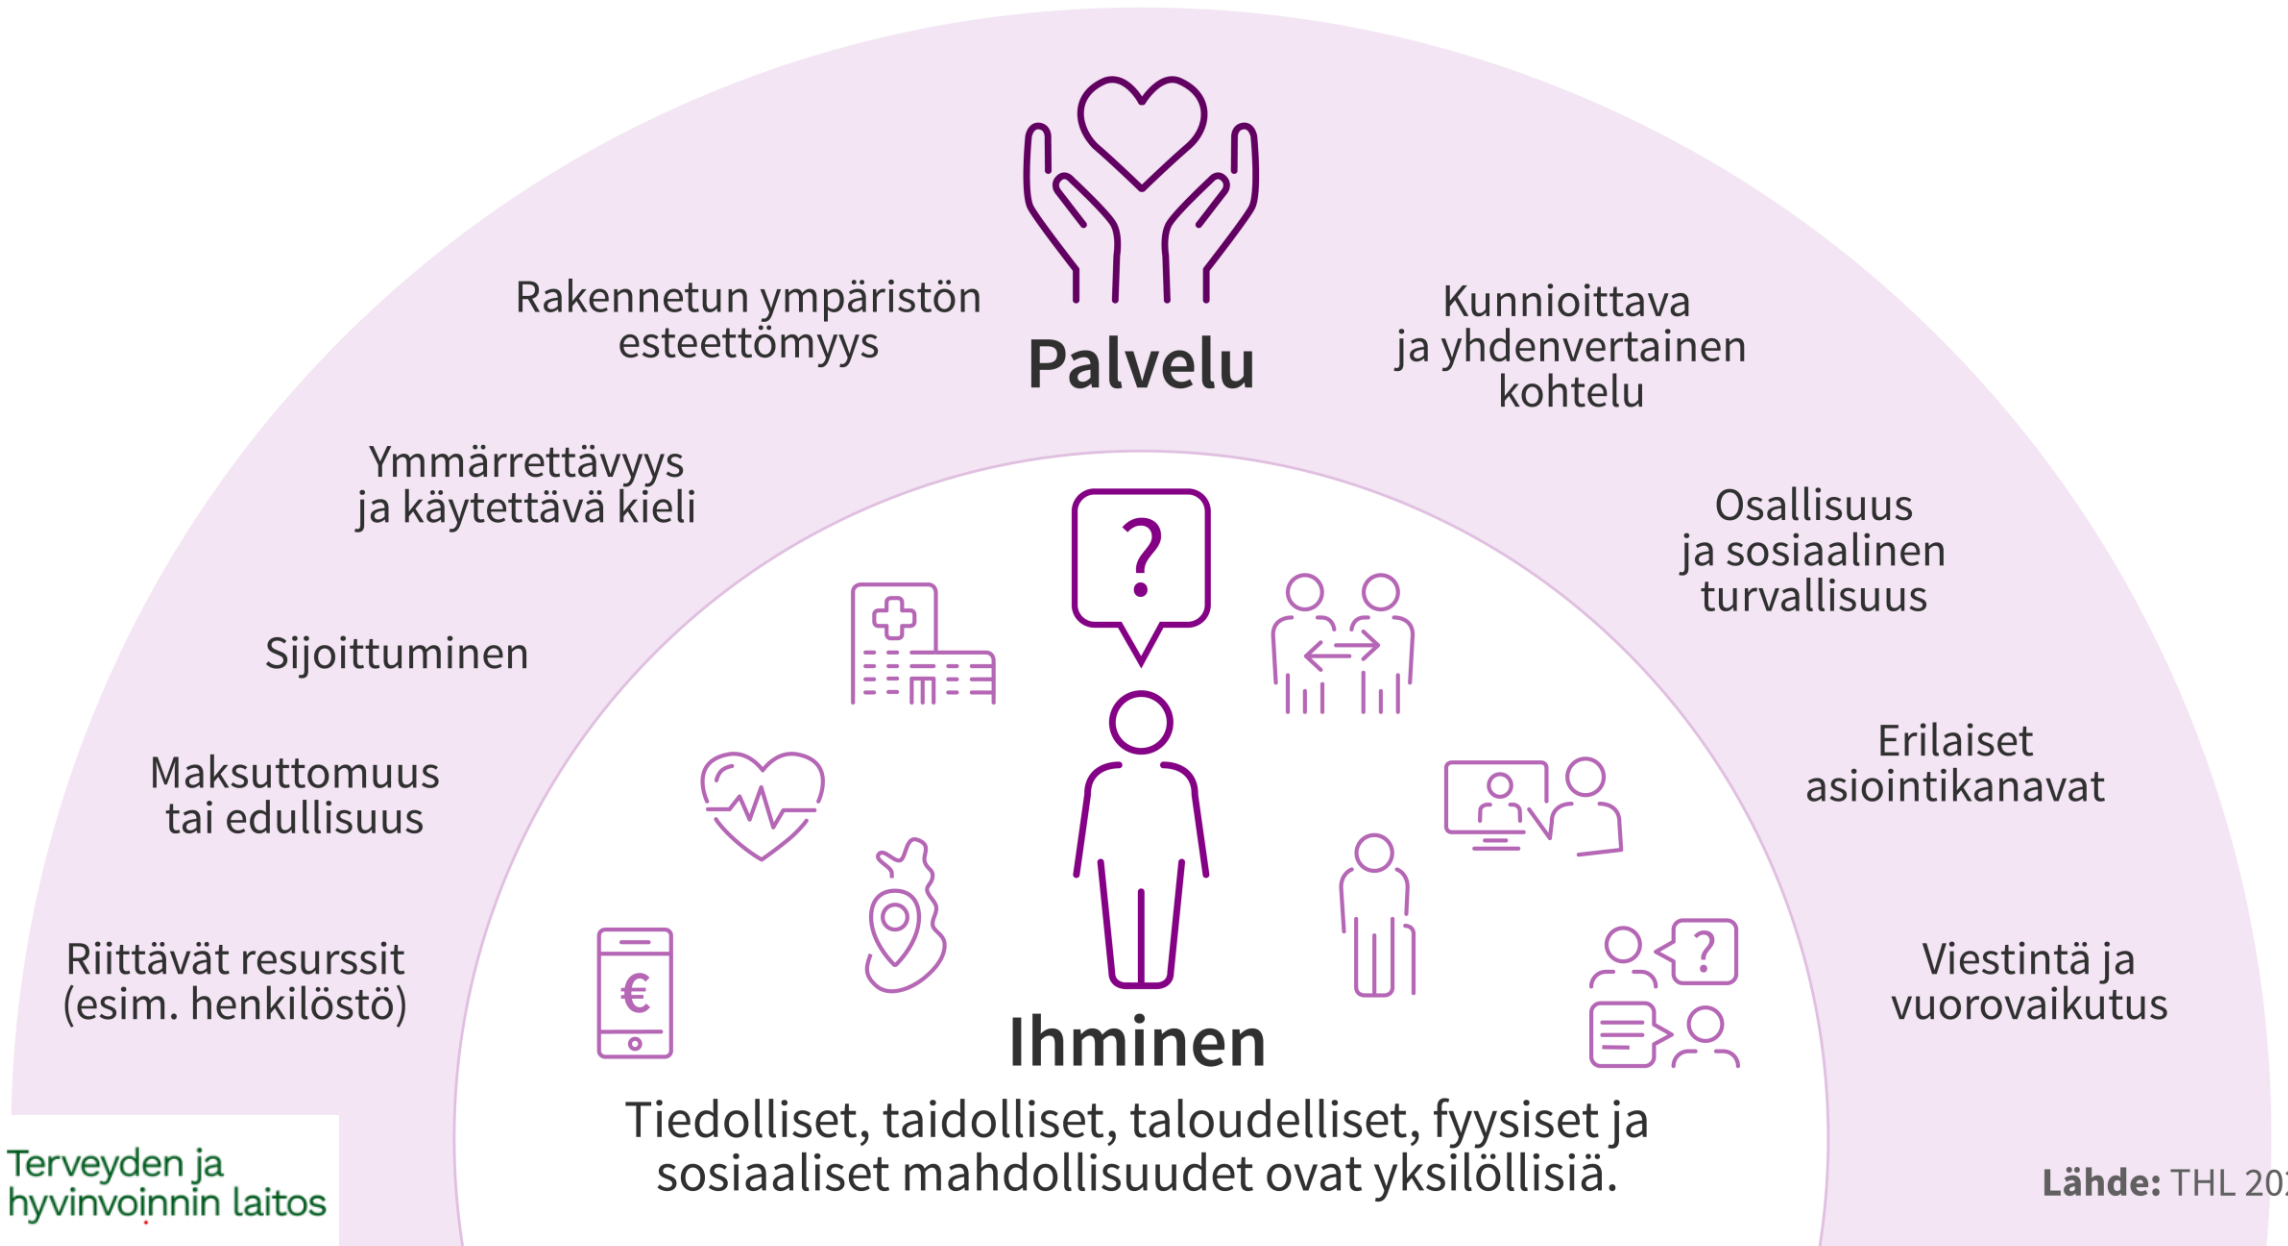 Palvelu
Rakennetun ympäristön
esteettömyys
Ymmärrettävyys
ja käytettävä kieli
Sijoittuminen
Maksuttomuus
tai edullisuus
Riittävät resurssit
(esim. henkilöstö)
Kunnioittava
ja yhdenvertainen
kohtelu
Osallisuus
ja sosiaalinen
turvallisuus
Erilaiset
asiointikanavat
Viestintä ja
vuorovaikutus
?
€
?
Ihminen
Tiedolliset, taidolliset, taloudelliset, fyysiset ja
sosiaaliset mahdollisuudet ovat yksilöllisiä.
Terveyden ja
hyvinvoinnin laitos
Lähde: THL